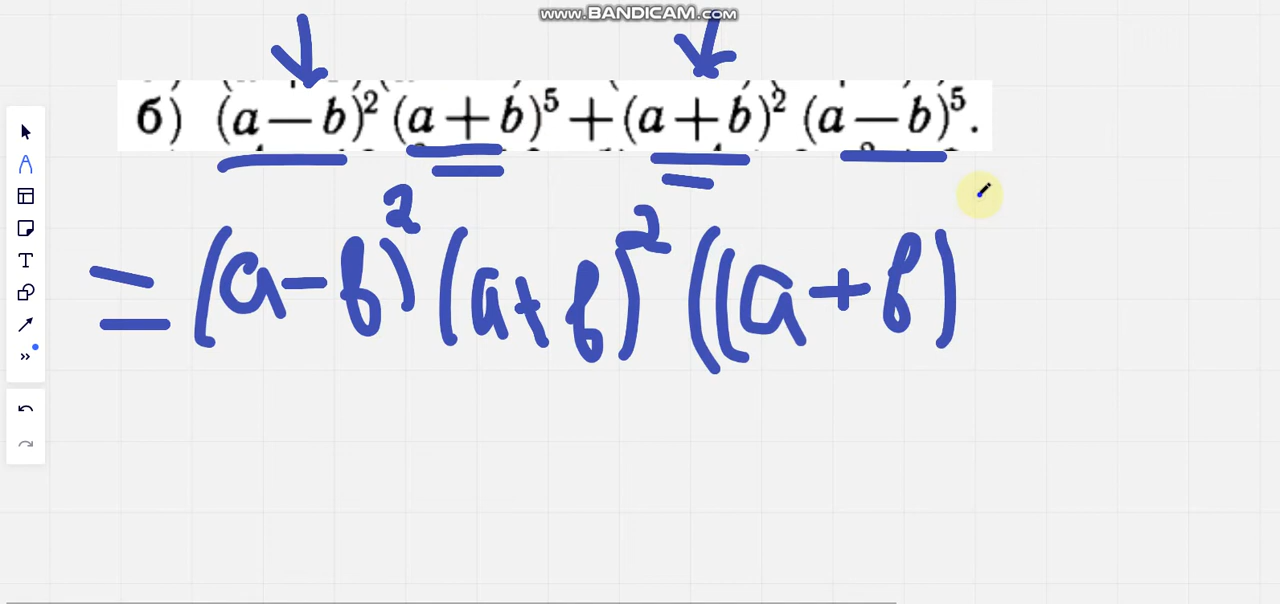 www.BANDICAM.com
б) (a − b)² (a + b)⁵ + (a + b)² (a − b)⁵.
= (a − b)² (a + b)² ((a + b)
T